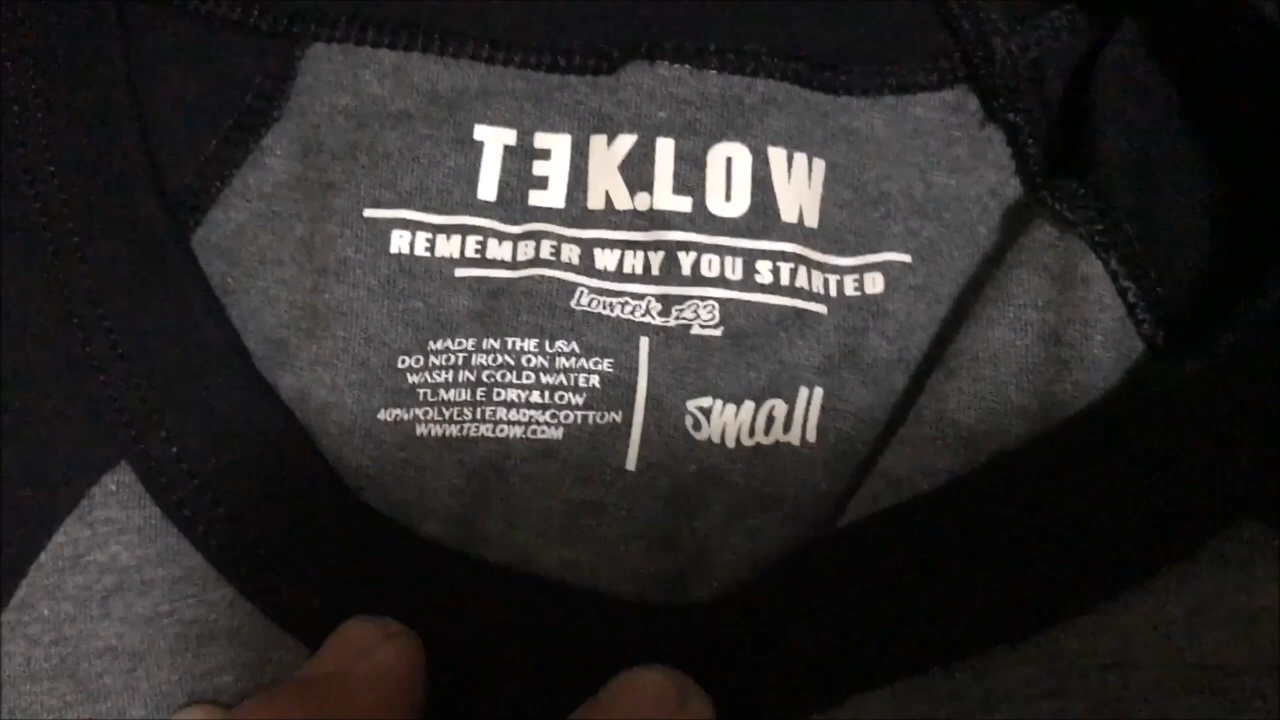 TEK.LOW
REMEMBER WHY YOU STARTED
Lowtek_z33
MADE IN THE USA
DO NOT IRON ON IMAGE
WASH IN COLD WATER
TUMBLE DRY&LOW
40%POLYESTER60%COTTON
WWW.TEKLOW.COM
small